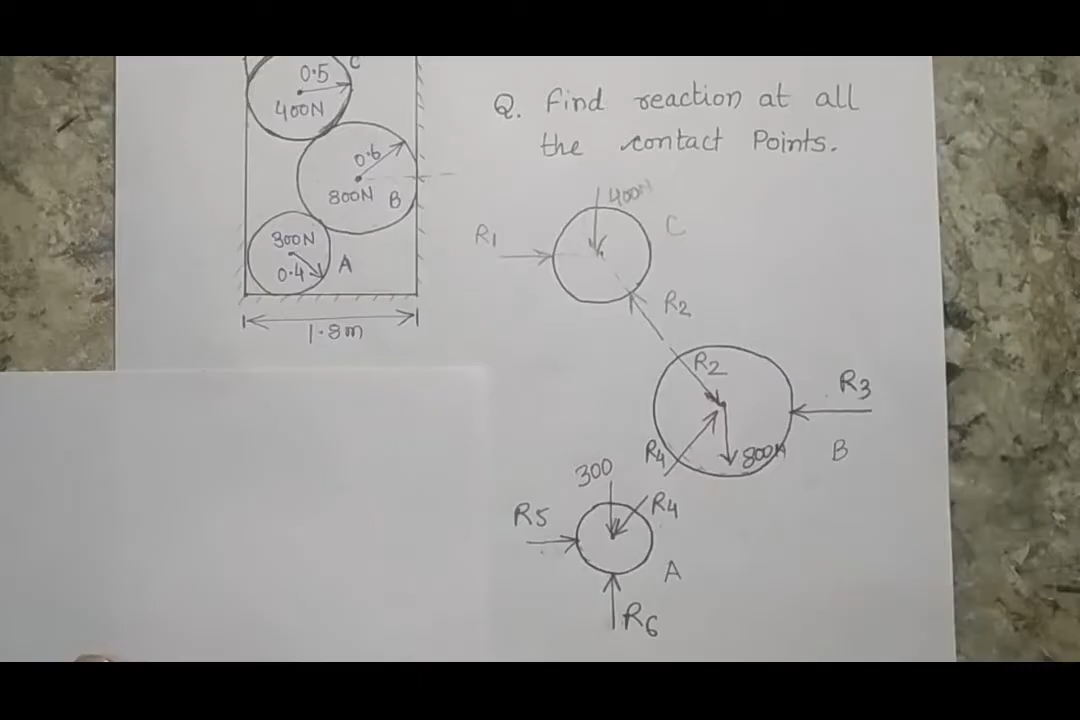 0.5
C
400N
0.6
800N
B
300N
0.4
A
1.8m
Q. Find reaction at all
the contact Points.
400N
C
R1
R2
R2
R3
R4
800N
B
300
R4
R5
A
R6